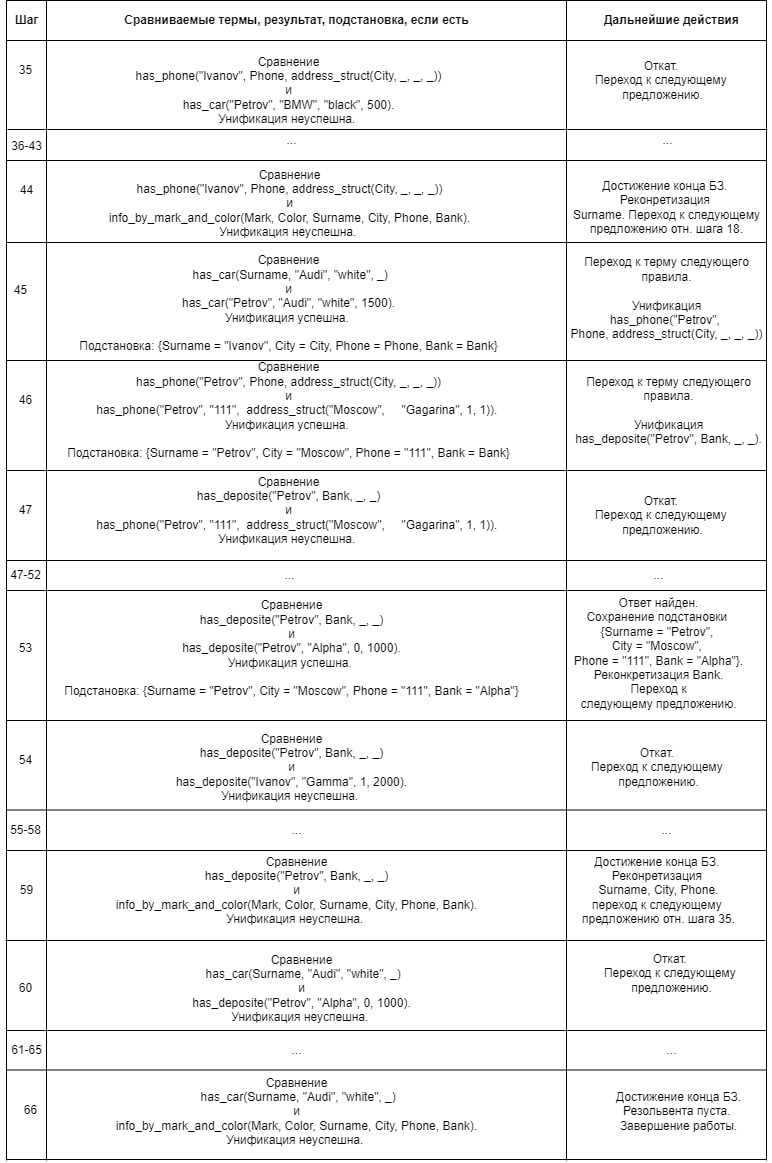 Шаг
Сравниваемые термы, результат, подстановка, если есть
Дальнейшие действия
35
Сравнение
has_phone("Ivanov", Phone, address_struct(City, _, _, _))
и
has_car("Petrov", "BMW", "black", 500).
Унификация неуспешна.
Откат.
Переход к следующему
предложению.
36-43
...
...
44
Сравнение
has_phone("Ivanov", Phone, address_struct(City, _, _, _))
и
info_by_mark_and_color(Mark, Color, Surname, City, Phone, Bank).
Унификация неуспешна.
Достижение конца БЗ.
Реконретизация
Surname. Переход к следующему
предложению отн. шага 18.
45
Сравнение
has_car(Surname, "Audi", "white", _)
и
has_car("Petrov", "Audi", "white", 1500).
Унификация успешна.
Подстановка: {Surname = "Ivanov", City = City, Phone = Phone, Bank = Bank}
Переход к терму следующего
правила.
Унификация
has_phone("Petrov",
Phone, address_struct(City, _, _, _))
46
Сравнение
has_phone("Petrov", Phone, address_struct(City, _, _, _))
и
has_phone("Petrov", "111", address_struct("Moscow", "Gagarina", 1, 1)).
Унификация успешна.
Подстановка: {Surname = "Petrov", City = "Moscow", Phone = "111", Bank = Bank}
Переход к терму следующего
правила.
Унификация
has_deposite("Petrov", Bank, _, _).
47
Сравнение
has_deposite("Petrov", Bank, _, _)
и
has_phone("Petrov", "111", address_struct("Moscow", "Gagarina", 1, 1)).
Унификация неуспешна.
Откат.
Переход к следующему
предложению.
47-52
...
...
53
Сравнение
has_deposite("Petrov", Bank, _, _)
и
has_deposite("Petrov", "Alpha", 0, 1000).
Унификация успешна.
Подстановка: {Surname = "Petrov", City = "Moscow", Phone = "111", Bank = "Alpha"}
Ответ найден.
Сохранение подстановки
{Surname = "Petrov",
City = "Moscow",
Phone = "111", Bank = "Alpha"}.
Реконкретизация Bank.
Переход к
следующему предложению.
54
Сравнение
has_deposite("Petrov", Bank, _, _)
и
has_deposite("Ivanov", "Gamma", 1, 2000).
Унификация неуспешна.
Откат.
Переход к следующему
предложению.
55-58
...
...
59
Сравнение
has_deposite("Petrov", Bank, _, _)
и
info_by_mark_and_color(Mark, Color, Surname, City, Phone, Bank).
Унификация неуспешна.
Достижение конца БЗ.
Реконретизация
Surname, City, Phone.
переход к следующему
предложению отн. шага 35.
60
Сравнение
has_car(Surname, "Audi", "white", _)
и
has_deposite("Petrov", "Alpha", 0, 1000).
Унификация неуспешна.
Откат.
Переход к следующему
предложению.
61-65
...
...
66
Сравнение
has_car(Surname, "Audi", "white", _)
и
info_by_mark_and_color(Mark, Color, Surname, City, Phone, Bank).
Унификация неуспешна.
Достижение конца БЗ.
Резольвента пуста.
Завершение работы.